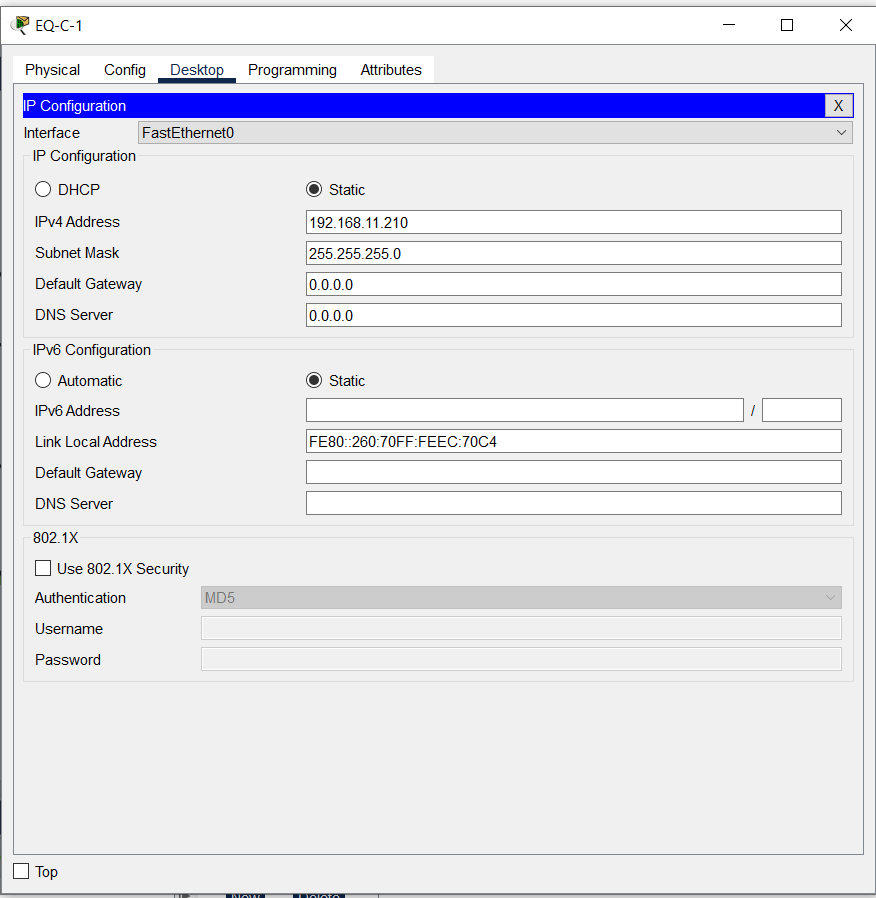 EQ-C-1
Physical Config Desktop Programming Attributes
IP Configuration X
Interface FastEthernet0
IP Configuration
DHCP Static
IPv4 Address 192.168.11.210
Subnet Mask 255.255.255.0
Default Gateway 0.0.0.0
DNS Server 0.0.0.0
IPv6 Configuration
Automatic Static
IPv6 Address /
Link Local Address FE80::260:70FF:FEEC:70C4
Default Gateway
DNS Server
802.1X
Use 802.1X Security
Authentication MD5
Username
Password
Top
New Delete